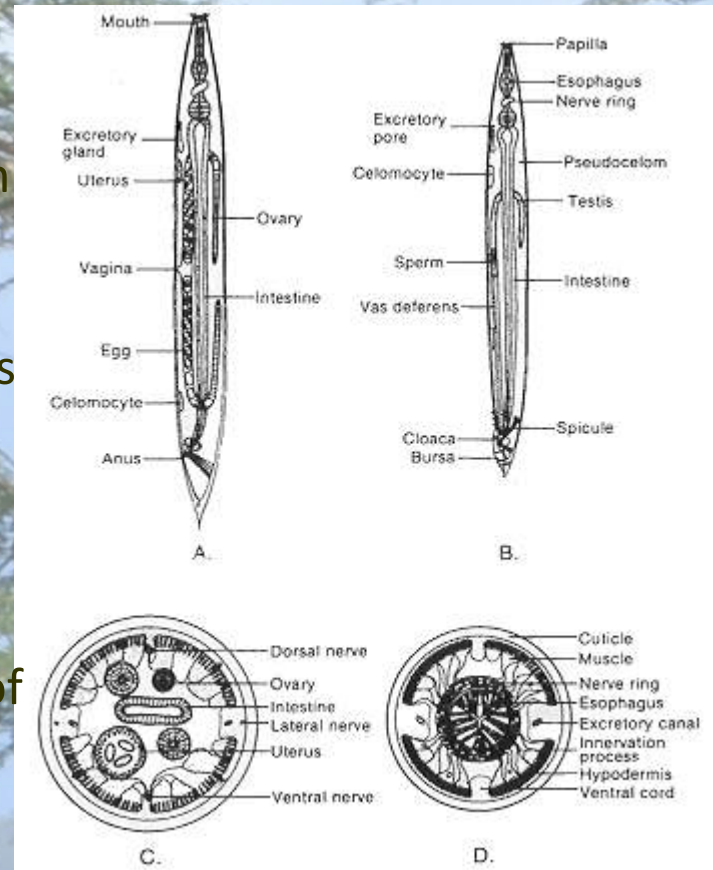 Mouth
Excretory
gland
Uterus
Vagina
Egg
Celomocyte
Anus
Ovary
Intestine
A.
Papilla
Esophagus
Nerve ring
Excretory
pore
Celomocyte
Pseudocelom
Testis
Sperm
Intestine
Vas deferens
Spicule
Cloaca
Bursa
B.
Dorsal nerve
Ovary
Intestine
Lateral nerve
Uterus
Ventral nerve
C.
Cuticle
Muscle
Nerve ring
Esophagus
Excretory canal
Innervation
process
Hypodermis
Ventral cord
D.
n
s
of